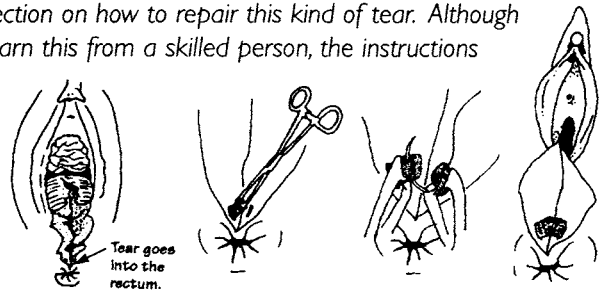 ection on how to repair this kind of tear. Although
arn this from a skilled person, the instructions
Tear goes
into the
rectum.